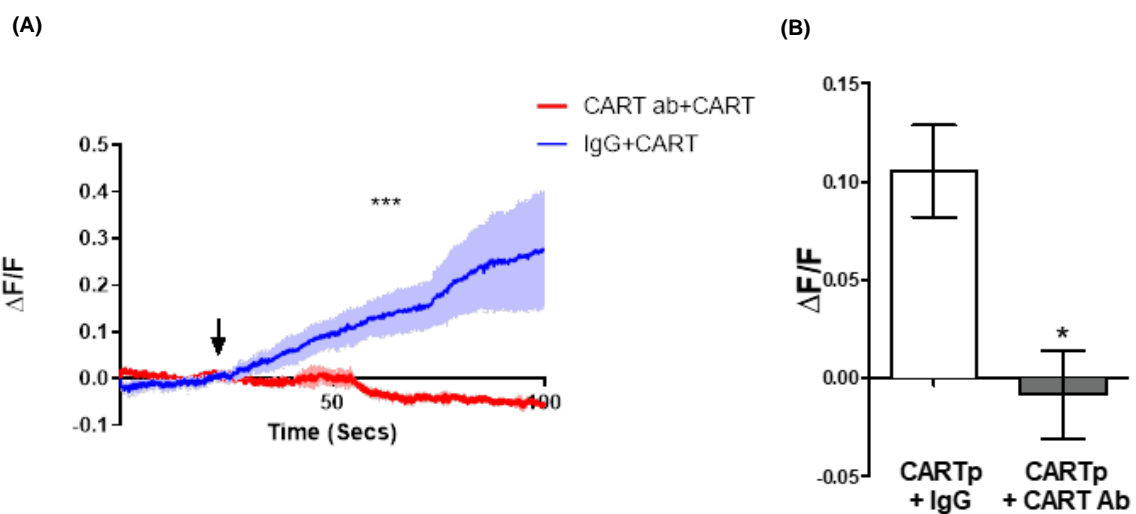 (A)
(B)
CART ab+CART
IgG+CART
0.5
0.4
0.3
0.2
0.1
0.0
-0.1
ΔF/F
***
50
100
Time (Secs)
0.15
0.10
0.05
0.00
-0.05
ΔF/F
*
CARTp
+ IgG
CARTp
+ CART Ab